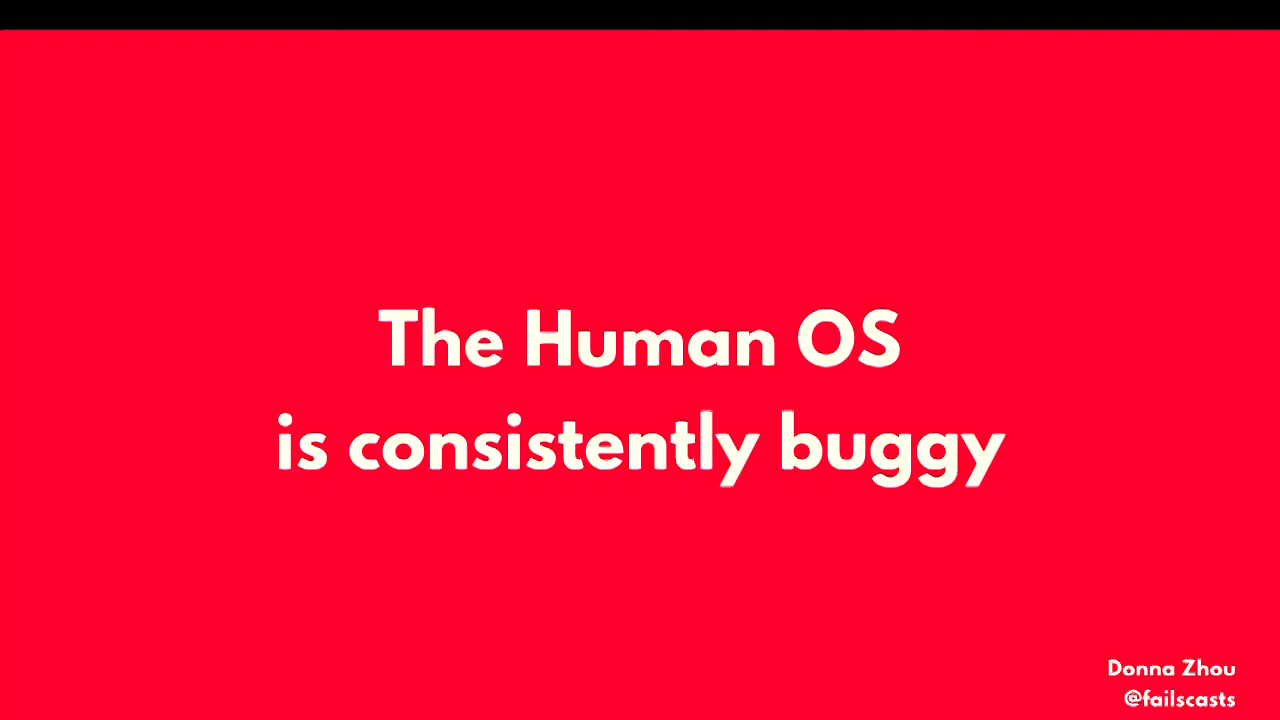 The Human OS
is consistently buggy
Donna Zhou
@failscasts